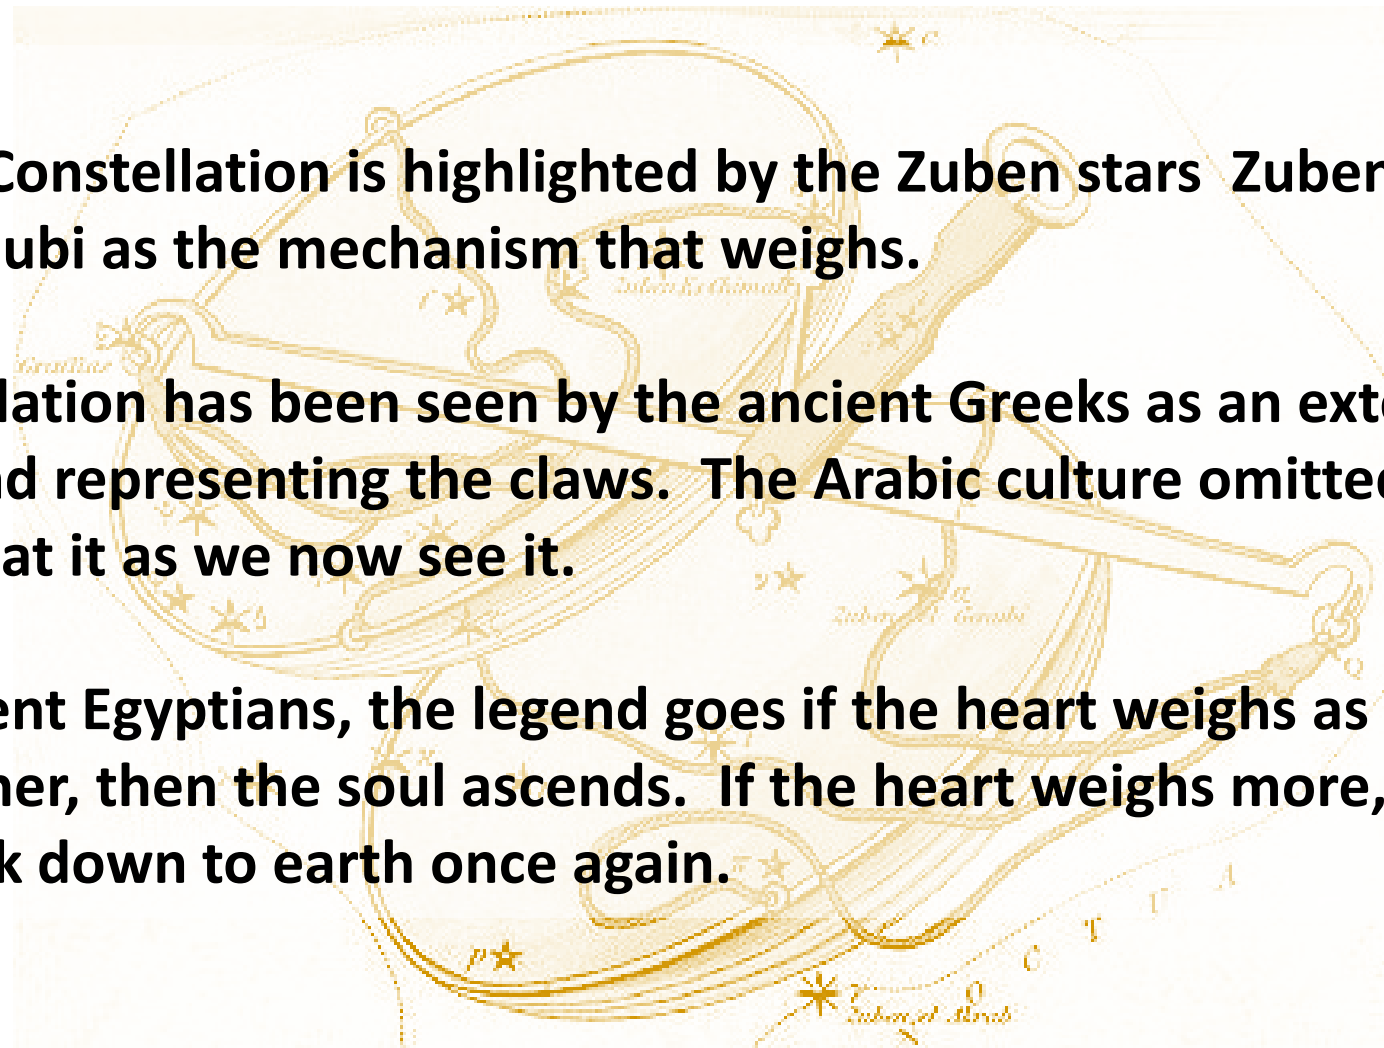 Constellation is highlighted by the Zuben stars  Zuben
ubi as the mechanism that weighs.
lation has been seen by the ancient Greeks as an exte
nd representing the claws.  The Arabic culture omitted
at it as we now see it.
ent Egyptians, the legend goes if the heart weighs as
her, then the soul ascends.  If the heart weighs more,
k down to earth once again.